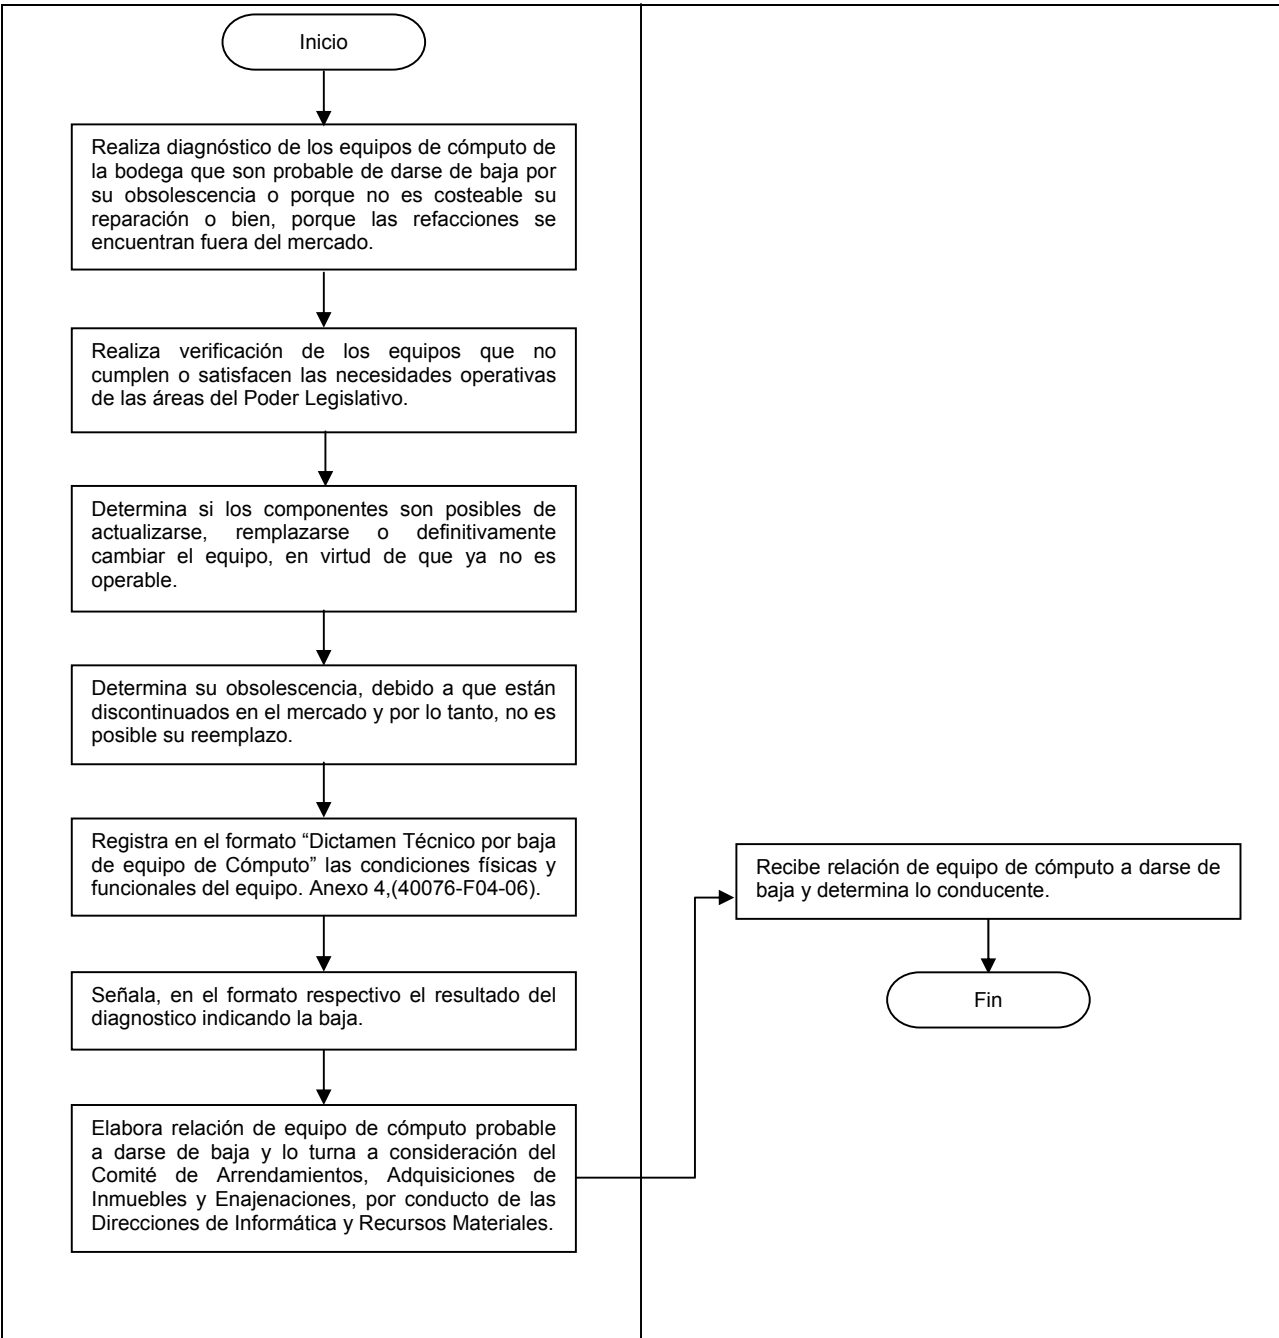 Inicio
Realiza diagnóstico de los equipos de cómputo de
la bodega que son probable de darse de baja por
su obsolescencia o porque no es costeable su
reparación o bien, porque las refacciones se
encuentran fuera del mercado.
Realiza verificación de los equipos que no
cumplen o satisfacen las necesidades operativas
de las áreas del Poder Legislativo.
Determina si los componentes son posibles de
actualizarse, remplazarse o definitivamente
cambiar el equipo, en virtud de que ya no es
operable.
Determina su obsolescencia, debido a que están
discontinuados en el mercado y por lo tanto, no es
posible su reemplazo.
Registra en el formato “Dictamen Técnico por baja
de equipo de Cómputo” las condiciones físicas y
funcionales del equipo. Anexo 4,(40076-F04-06).
Señala, en el formato respectivo el resultado del
diagnostico indicando la baja.
Elabora relación de equipo de cómputo probable
a darse de baja y lo turna a consideración del
Comité de Arrendamientos, Adquisiciones de
Inmuebles y Enajenaciones, por conducto de las
Direcciones de Informática y Recursos Materiales.
Recibe relación de equipo de cómputo a darse de
baja y determina lo conducente.
Fin